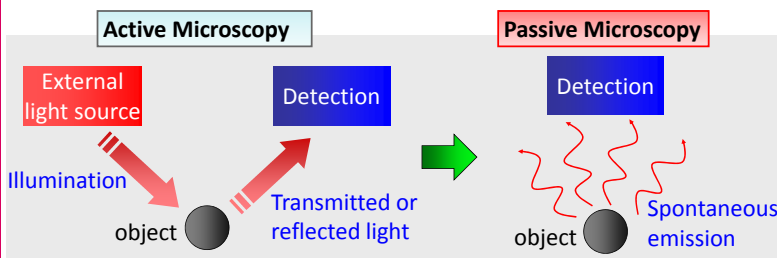 Active Microscopy
External
light source
Detection
Illumination
object
Transmitted or
reflected light
Passive Microscopy
Detection
object
Spontaneous
emission